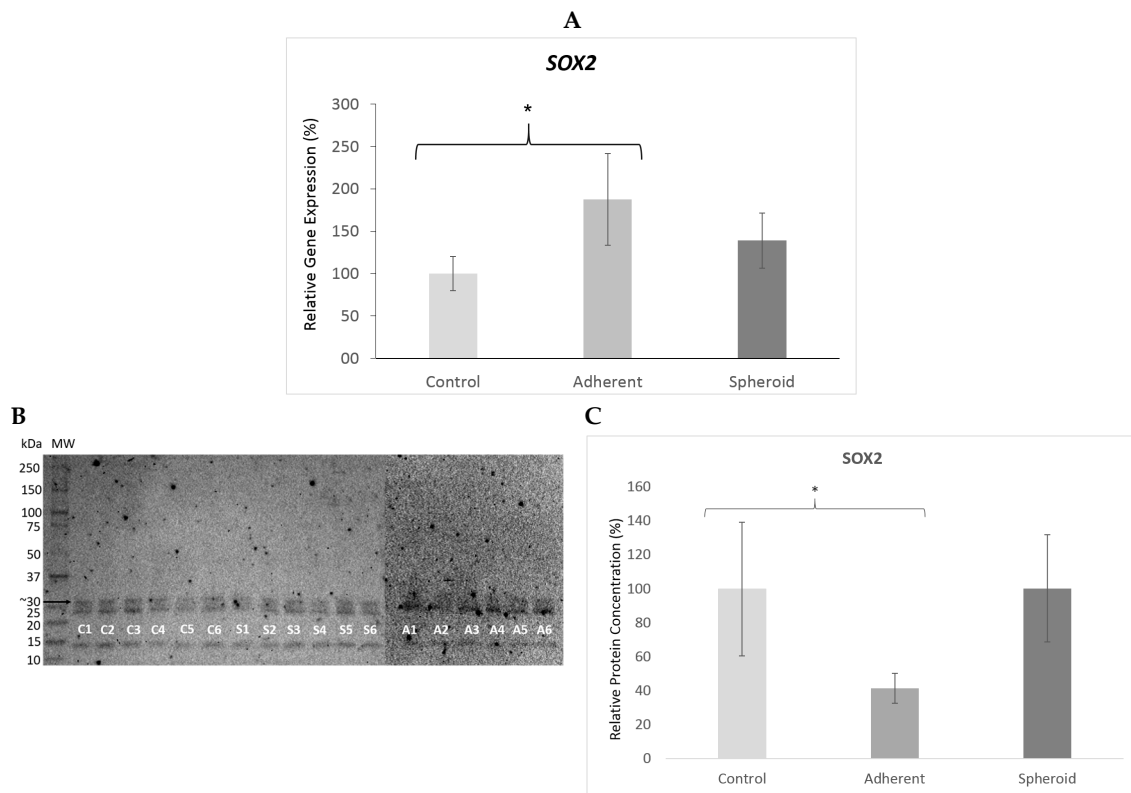 A
SOX2
*
Relative Gene Expression (%)
300
250
200
150
100
50
00
Control Adherent Spheroid
B
kDa MW
250
150
100
75
50
37
~30
25
20
15
10
C1 C2 C3 C4 C5 C6 S1 S2 S3 S4 S5 S6 A1 A2 A3 A4 A5 A6
C
SOX2
*
Relative Protein Concentration (%)
160
140
120
100
80
60
40
20
0
Control Adherent Spheroid